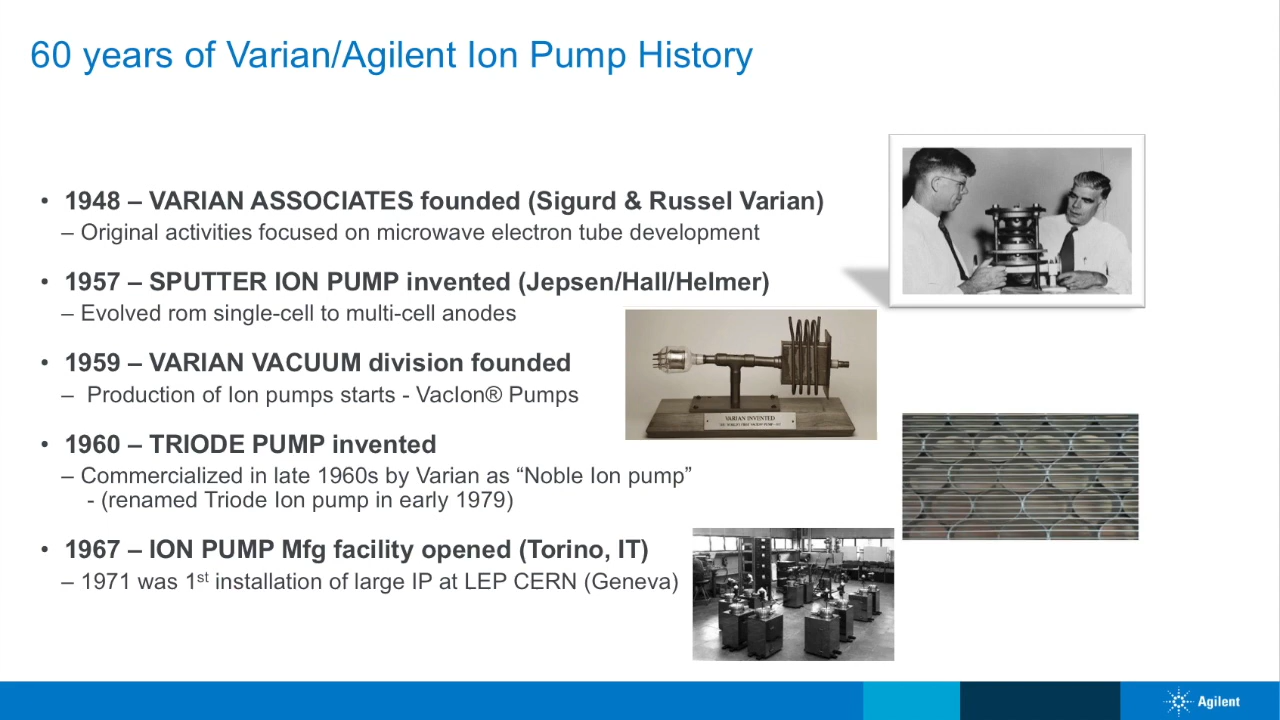 60 years of Varian/Agilent Ion Pump History
• 1948 – VARIAN ASSOCIATES founded (Sigurd & Russel Varian)
– Original activities focused on microwave electron tube development
• 1957 – SPUTTER ION PUMP invented (Jepsen/Hall/Helmer)
– Evolved rom single-cell to multi-cell anodes
• 1959 – VARIAN VACUUM division founded
– Production of Ion pumps starts - VacIon® Pumps
• 1960 – TRIODE PUMP invented
– Commercialized in late 1960s by Varian as “Noble Ion pump”
- (renamed Triode Ion pump in early 1979)
• 1967 – ION PUMP Mfg facility opened (Torino, IT)
– 1971 was 1st installation of large IP at LEP CERN (Geneva)
VARIAN INVENTED
Agilent